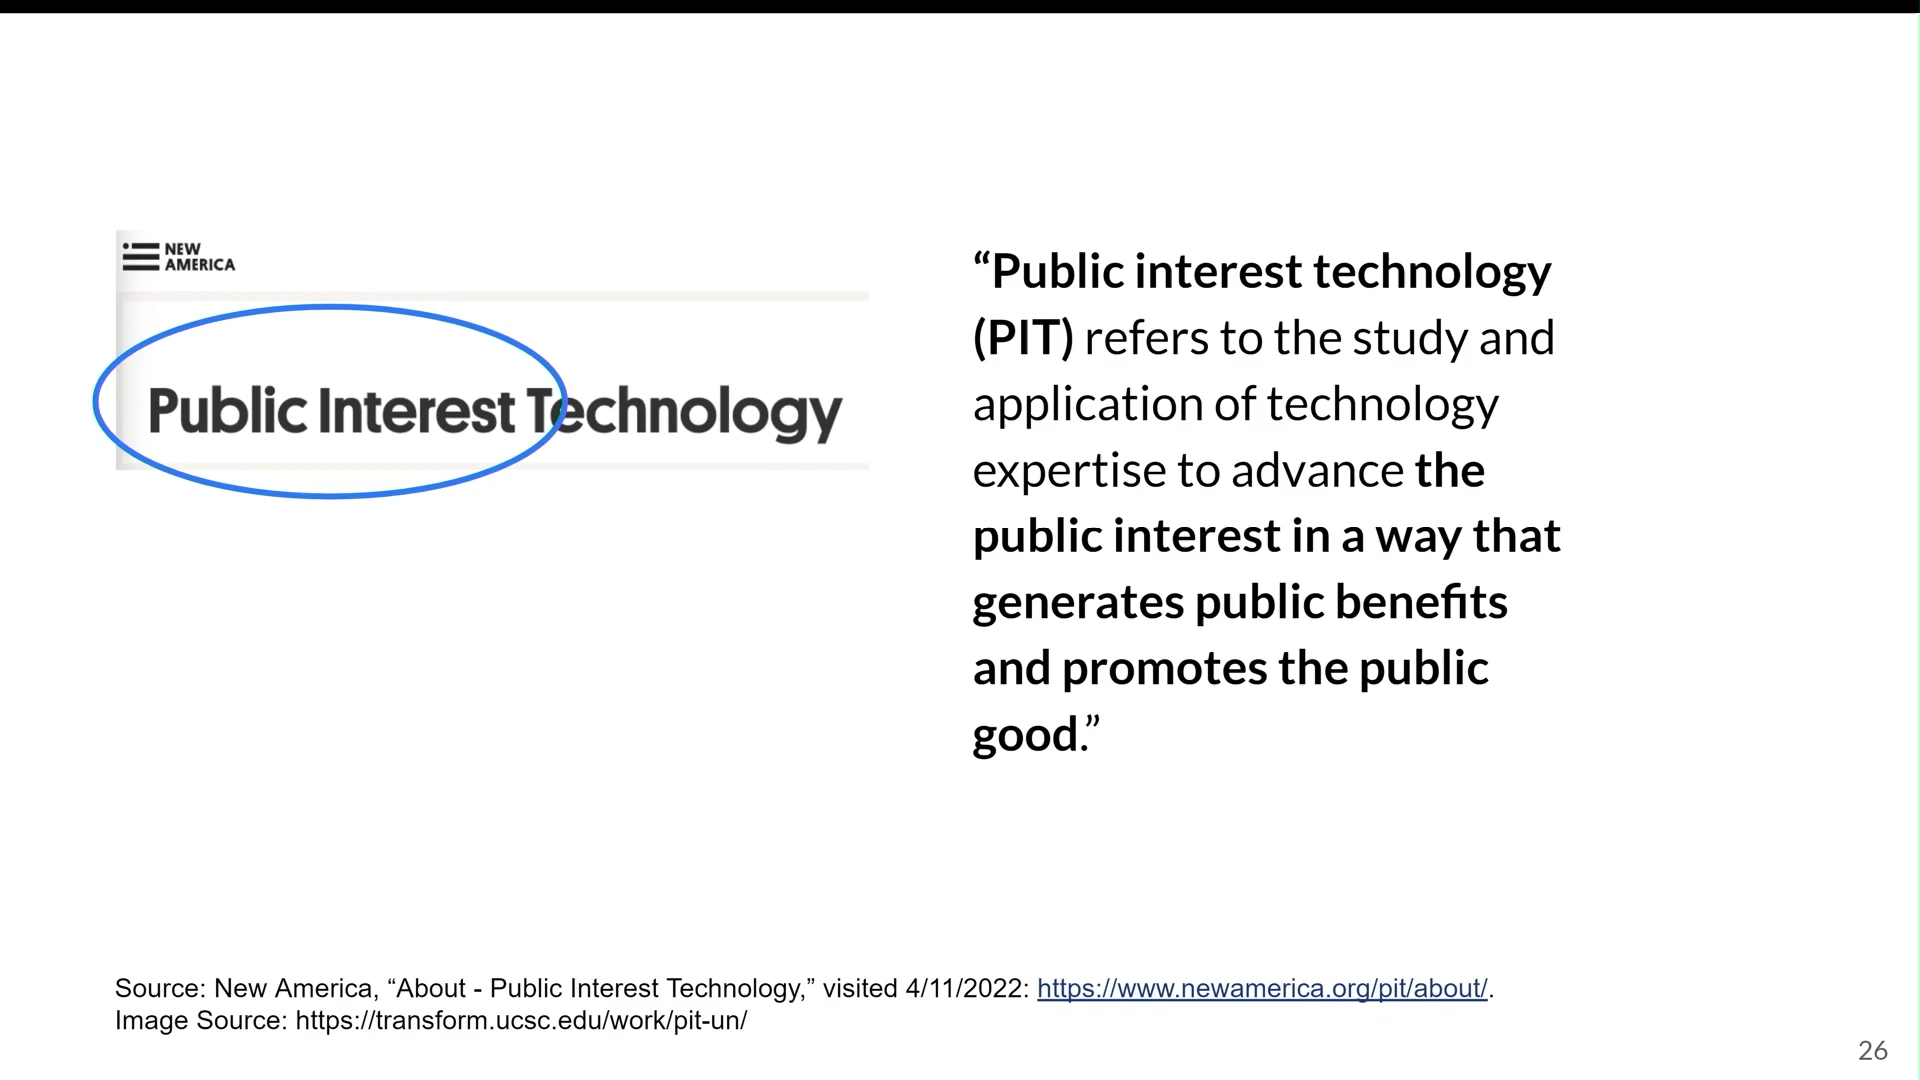 NEW
AMERICA
Public Interest Technology
“Public interest technology
(PIT) refers to the study and
application of technology
expertise to advance the
public interest in a way that
generates public benefits
and promotes the public
good.”
Source: New America, “About - Public Interest Technology,” visited 4/11/2022: https://www.newamerica.org/pit/about/.
Image Source: https://transform.ucsc.edu/work/pit-un/
26